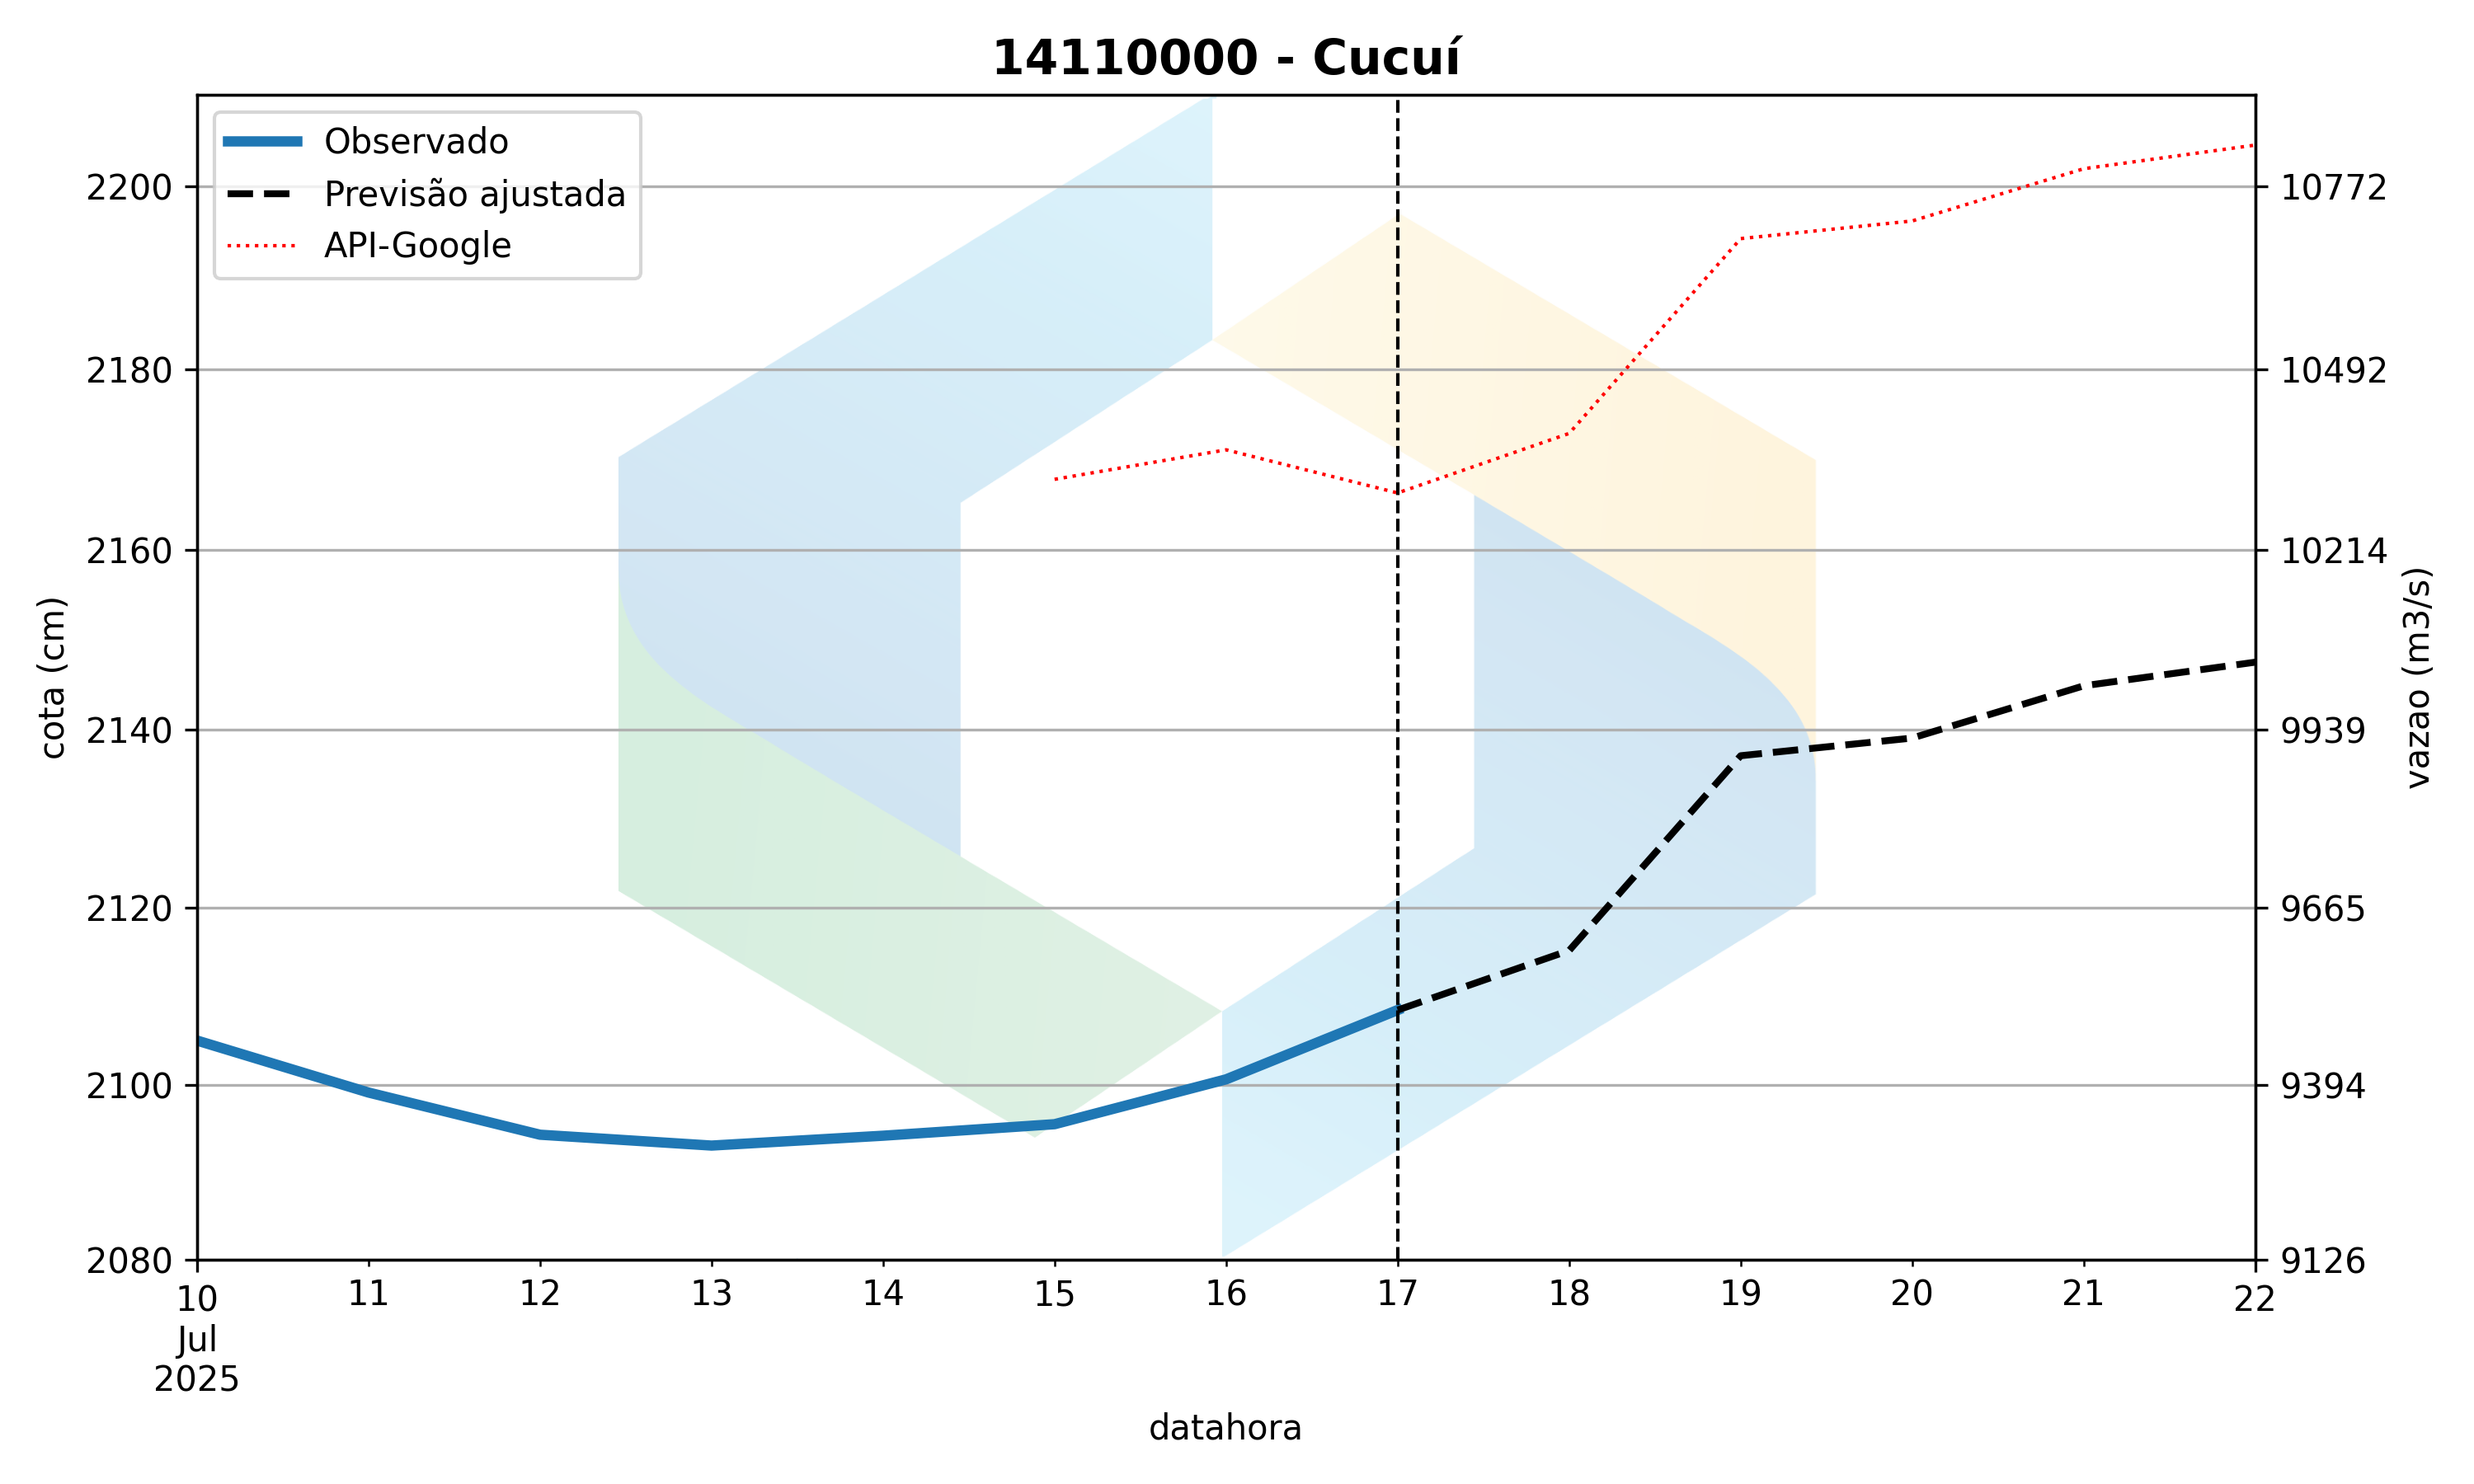 14110000 - Cucuí
Observado
Previsão ajustada
API-Google
cota (cm)
2200
2180
2160
2140
2120
2100
2080
10772
10492
10214
9939
9665
9394
9126
vazao (m3/s)
10 11 12 13 14 15 16 17 18 19 20 21 22
Jul
2025
datahora